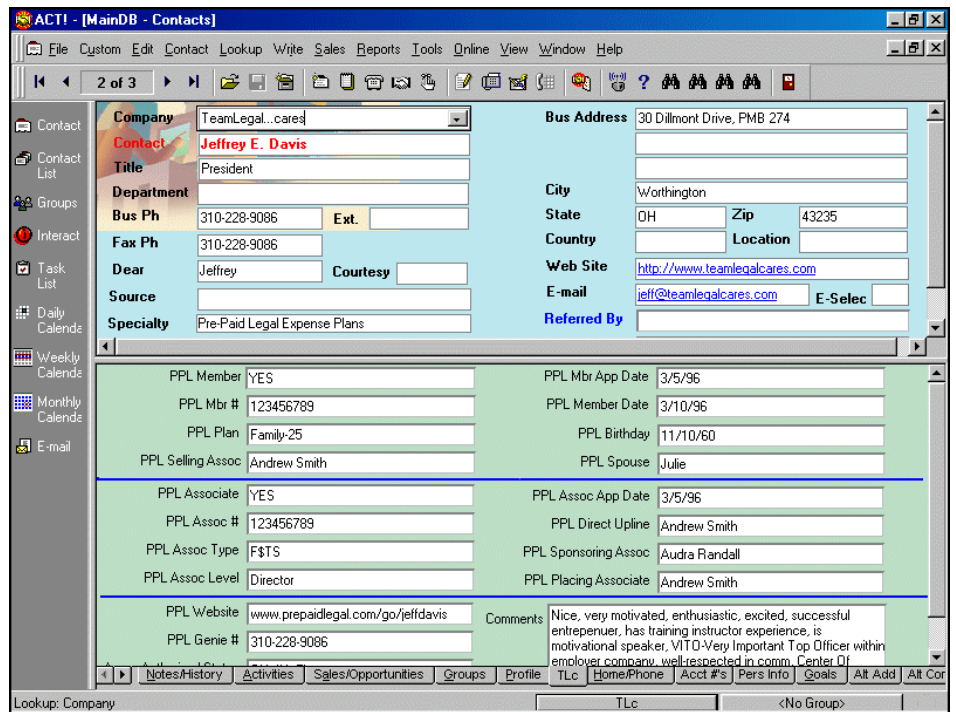 ACT! - [MainDB - Contacts]
File Custom Edit Contact Lookup Write Sales Reports Tools Online View Window Help
2 of 3
Contact
Contact List
Groups
Interact
Task List
Daily Calenda
Weekly Calenda
Monthly Calenda
E-mail
Company TeamLegal...cares
Contact Jeffrey E. Davis
Title President
Department
Bus Ph 310-228-9086 Ext.
Fax Ph 310-228-9086
Dear Jeffrey Courtesy
Source
Specialty Pre-Paid Legal Expense Plans
Bus Address 30 Dillmont Drive, PMB 274
City Worthington
State OH Zip 43235
Country Location
Web Site http://www.teamlegalcares.com
E-mail jeff@teamlegalcares.com E-Selec
Referred By
PPL Member YES PPL Mbr App Date 3/5/96
PPL Mbr # 123456789 PPL Member Date 3/10/96
PPL Plan Family-25 PPL Birthday 11/10/60
PPL Selling Assoc Andrew Smith PPL Spouse Julie
PPL Associate YES PPL Assoc App Date 3/5/96
PPL Assoc # 123456789 PPL Direct Upline Andrew Smith
PPL Assoc Type F$TS PPL Sponsoring Assoc Audra Randall
PPL Assoc Level Director PPL Placing Associate Andrew Smith
PPL Website www.prepaidlegal.com/go/jeffdavis
PPL Genie # 310-228-9086
Comments Nice, very motivated, enthusiastic, excited, successful
entrepenuer, has training instructor experience, is
motivational speaker, VITO-Very Important Top Officer within
employer company, well-respected in comm. Center Of
Notes/History Activities Sales/Opportunities Groups Profile TLc Home/Phone Acct #'s Pers Info Goals Alt Add Alt Cor
Lookup: Company TLc <No Group>